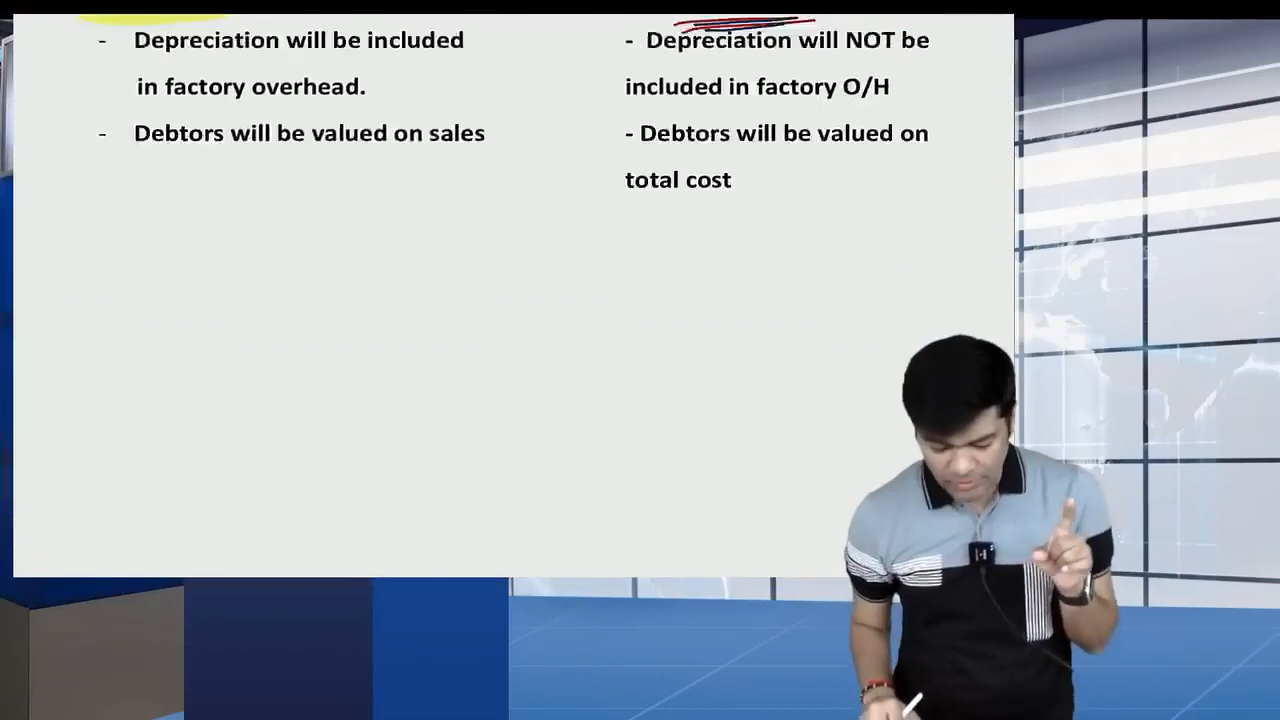 - Depreciation will be included
in factory overhead.
- Debtors will be valued on sales
- Depreciation will NOT be
included in factory O/H
- Debtors will be valued on
total cost